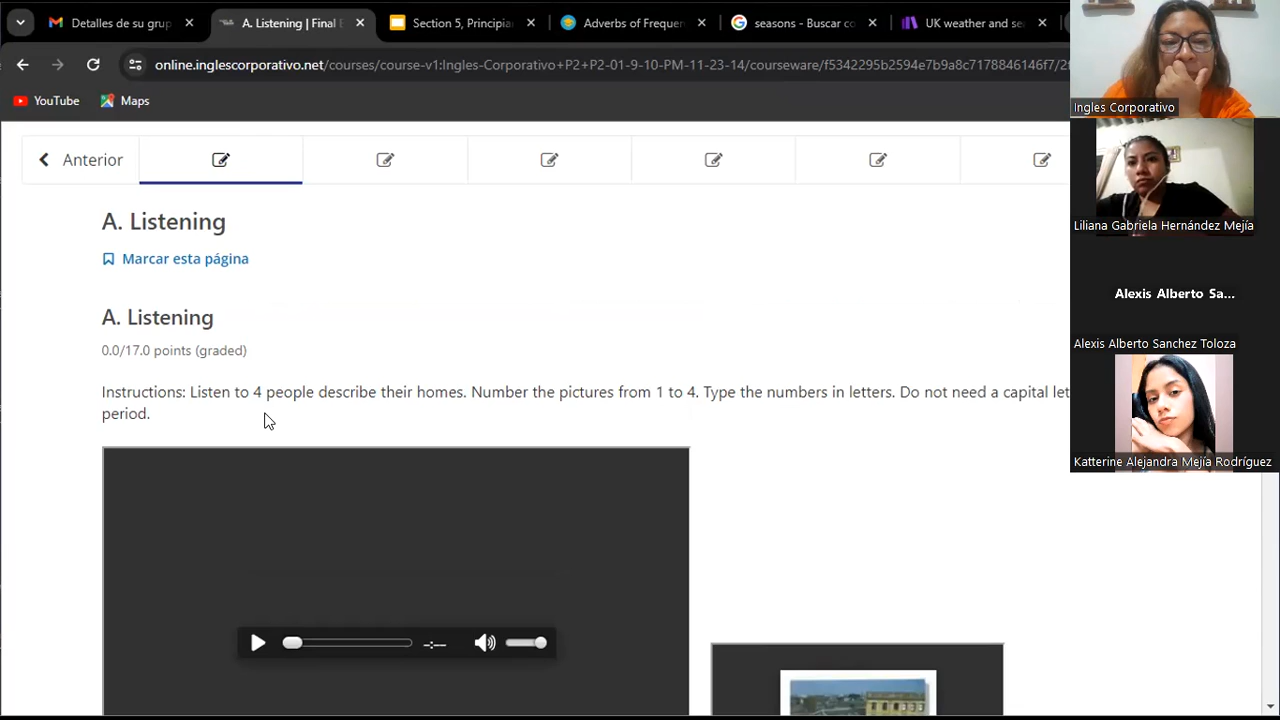 Detalles de su grup
A. Listening | Final E
Section 5, Principia
Adverbs of Frequen
seasons - Buscar co
UK weather and se
online.inglescorporativo.net/courses/course-v1:Ingles-Corporativo+P2+P2-01-9-10-PM-11-23-14/courseware/f5342295b2594e7b9a8c7178846146f7/2
YouTube
Maps
Anterior
A. Listening
Marcar esta página
A. Listening
0.0/17.0 points (graded)
Instructions: Listen to 4 people describe their homes. Number the pictures from 1 to 4. Type the numbers in letters. Do not need a capital let
period.
-:--
Ingles Corporativo
Liliana Gabriela Hernández Mejía
Alexis Alberto Sa...
Alexis Alberto Sanchez Toloza
Katterine Alejandra Mejía Rodríguez